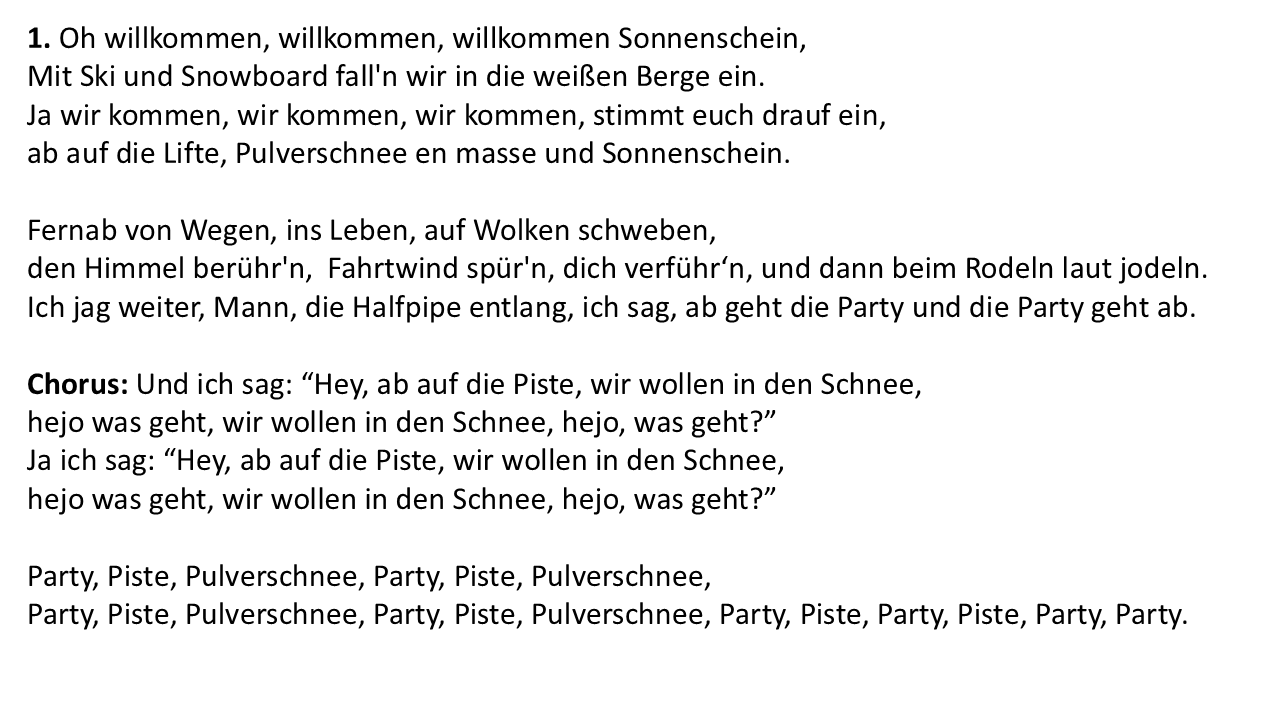 1. Oh willkommen, willkommen, willkommen Sonnenschein,
Mit Ski und Snowboard fall'n wir in die weißen Berge ein.
Ja wir kommen, wir kommen, wir kommen, stimmt euch drauf ein,
ab auf die Lifte, Pulverschnee en masse und Sonnenschein.
Fernab von Wegen, ins Leben, auf Wolken schweben,
den Himmel berühr'n,  Fahrtwind spür'n, dich verführ‘n, und dann beim Rodeln laut jodeln.
Ich jag weiter, Mann, die Halfpipe entlang, ich sag, ab geht die Party und die Party geht ab.
Chorus: Und ich sag: “Hey, ab auf die Piste, wir wollen in den Schnee,
hejo was geht, wir wollen in den Schnee, hejo, was geht?”
Ja ich sag: “Hey, ab auf die Piste, wir wollen in den Schnee,
hejo was geht, wir wollen in den Schnee, hejo, was geht?”
Party, Piste, Pulverschnee, Party, Piste, Pulverschnee,
Party, Piste, Pulverschnee, Party, Piste, Pulverschnee, Party, Piste, Party, Piste, Party, Party.